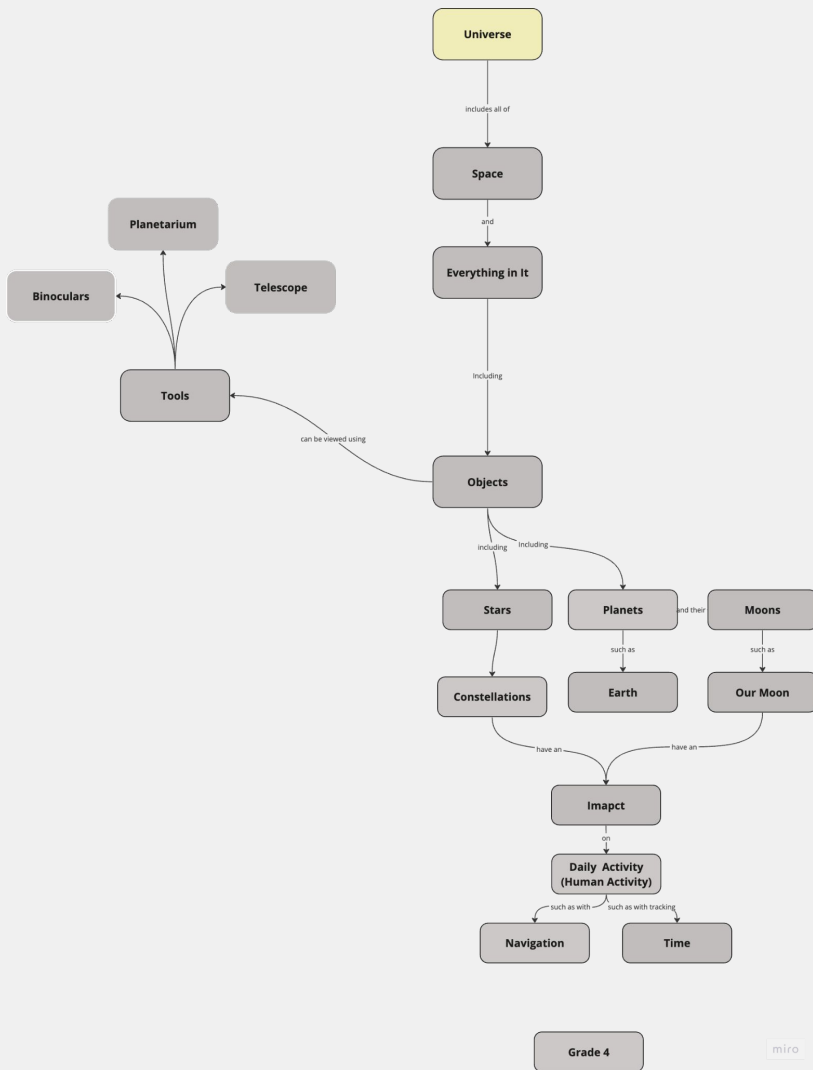 Universe
includes all of
Space
and
Everything in It
Planetarium
Binoculars
Telescope
Including
Tools
can be viewed using
Objects
including
Including
Stars
Planets
and their
Moons
such as
such as
Constellations
Earth
Our Moon
have an
have an
Imapct
on
Daily Activity
(Human Activity)
such as with
such as with tracking
Navigation
Time
Grade 4
miro